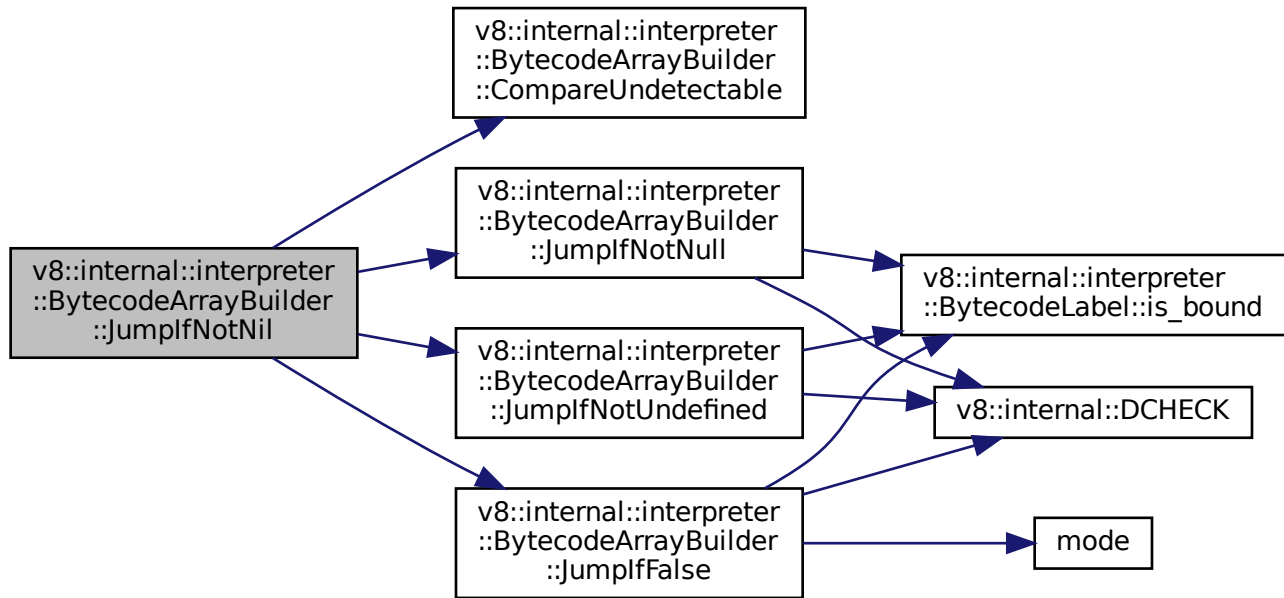 v8::internal::interpreter
::BytecodeArrayBuilder
::CompareUndetectable
v8::internal::interpreter
::BytecodeArrayBuilder
::JumpIfNotNull
v8::internal::interpreter
::BytecodeArrayBuilder
::JumpIfNotNil
v8::internal::interpreter
::BytecodeLabel::is_bound
v8::internal::interpreter
::BytecodeArrayBuilder
::JumpIfNotUndefined
v8::internal::DCHECK
v8::internal::interpreter
::BytecodeArrayBuilder
::JumpIfFalse
mode